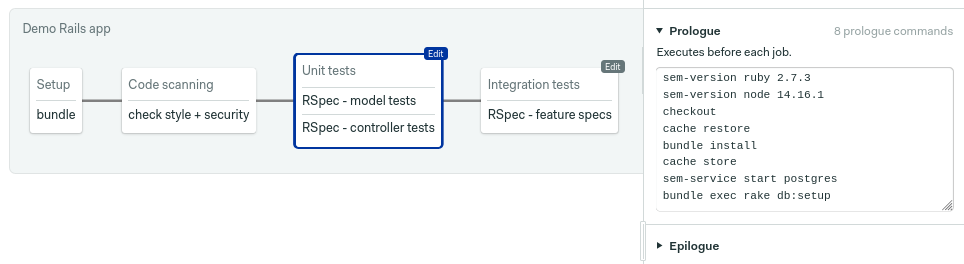 Demo Rails app
Setup
bundle
Code scanning
check style + security
Edit
Unit tests
RSpec - model tests
RSpec - controller tests
Edit
Integration tests
RSpec - feature specs
Prologue
8 prologue commands
Executes before each job.
sem-version ruby 2.7.3
sem-version node 14.16.1
checkout
cache restore
bundle install
cache store
sem-service start postgres
bundle exec rake db:setup
Epilogue